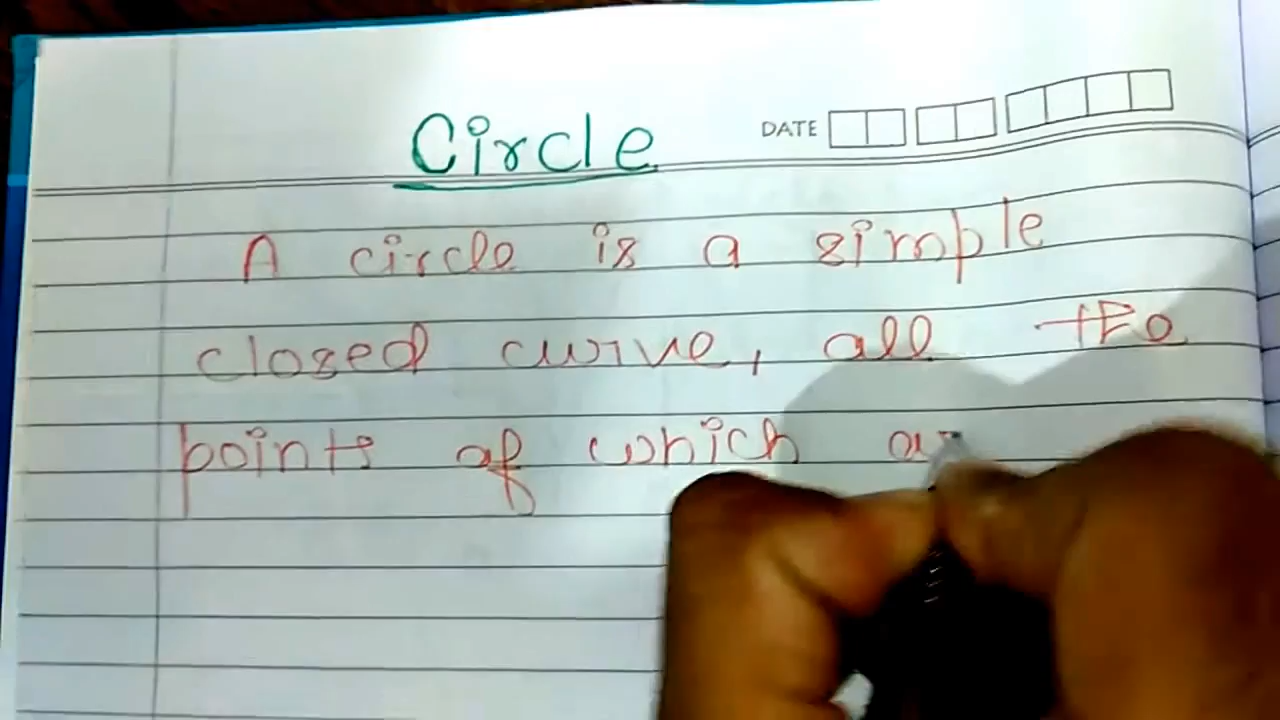 Circle
DATE
A circle is a simple
closed curve, all the
points of which